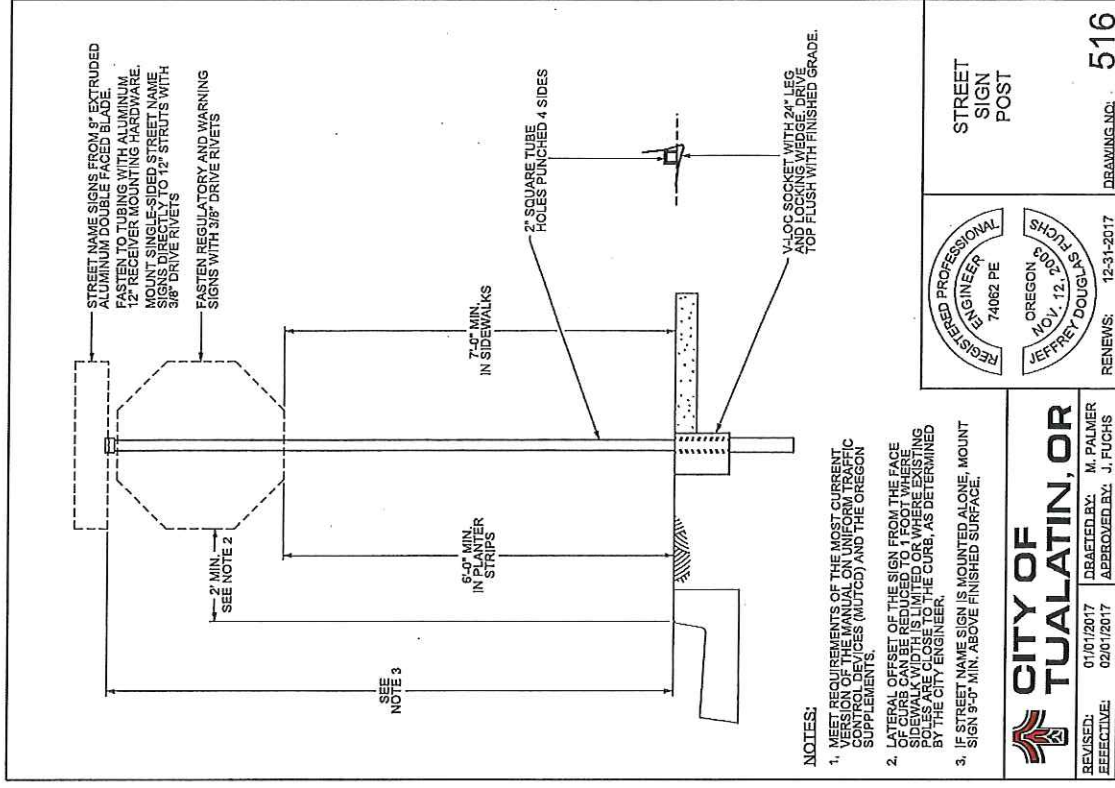 STREET NAME SIGNS FROM 9" EXTRUDED
ALUMINUM DOUBLE FACED BLADE.
FASTEN TO TUBING WITH ALUMINUM
12" RECEIVER MOUNTING HARDWARE.
MOUNT SINGLE-SIDED STREET NAME
SIGNS DIRECTLY TO 12" STRUTS WITH
3/8" DRIVE RIVETS
FASTEN REGULATORY AND WARNING
SIGNS WITH 3/8" DRIVE RIVETS
2' MIN.
SEE NOTE 2
7'-0" MIN.
IN SIDEWALKS
6'-0" MIN.
IN PLANTER
STRIPS
SEE
NOTE 3
2" SQUARE TUBE
HOLES PUNCHED 4 SIDES
V-LOC SOCKET WITH 24" LEG
AND LOCKING WEDGE. DRIVE
TOP FLUSH WITH FINISHED GRADE.
NOTES:
1. MEET REQUIREMENTS OF THE MOST CURRENT
VERSION OF THE MANUAL ON UNIFORM TRAFFIC
CONTROL DEVICES (MUTCD) AND THE OREGON
SUPPLEMENTS.
2. LATERAL OFFSET OF THE SIGN FROM THE FACE
OF CURB CAN BE REDUCED TO 1 FOOT WHERE
SIDEWALK WIDTH IS LIMITED OR WHERE EXISTING
POLES ARE CLOSE TO THE CURB, AS DETERMINED
BY THE CITY ENGINEER.
3. IF STREET NAME SIGN IS MOUNTED ALONE, MOUNT
SIGN 9'-0" MIN. ABOVE FINISHED SURFACE.
CITY OF
TUALATIN, OR
REVISED: 01/01/2017
EFFECTIVE: 02/01/2017
DRAFTED BY: M. PALMER
APPROVED BY: J. FUCHS
REGISTERED PROFESSIONAL
ENGINEER
74062 PE
OREGON
NOV. 12, 2003
JEFFREY DOUGLAS FUCHS
RENEWS: 12-31-2017
STREET
SIGN
POST
DRAWING NO: 516